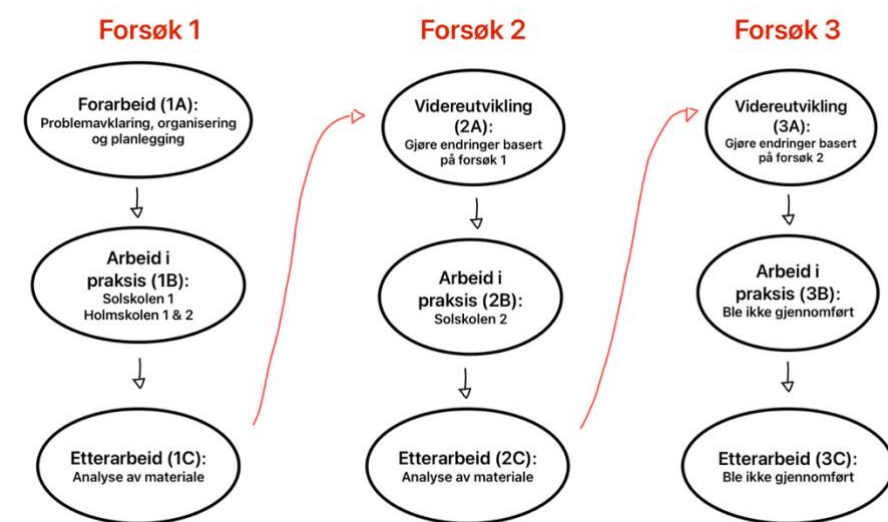 Forsøk 1
Forarbeid (1A):
Problemavklaring, organisering
og planlegging
Arbeid i
praksis (1B):
Solskolen 1
Holmskolen 1 & 2
Etterarbeid (1C):
Analyse av materiale
Forsøk 2
Videreutvikling
(2A):
Gjøre endringer basert
på forsøk 1
Arbeid i
praksis (2B):
Solskolen 2
Etterarbeid (2C):
Analyse av materiale
Forsøk 3
Videreutvikling
(3A):
Gjøre endringer basert
på forsøk 2
Arbeid i
praksis (3B):
Ble ikke gjennomført
Etterarbeid (3C):
Ble ikke gjennomført